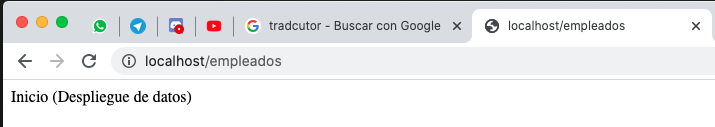 tradcutor - Buscar con Google
localhost/empleados
localhost/empleados
Inicio (Despliegue de datos)